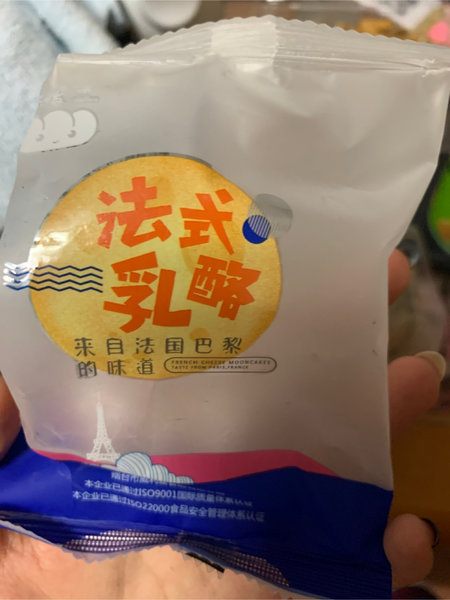 法式
乳酪
来自法国巴黎
的味道
FRENCH CHEESE MOONCAKES
TASTE FROM PARIS,FRANCE
本企业已通过ISO9001国际质量体系认证
本企业已通过ISO22000食品安全管理体系认证